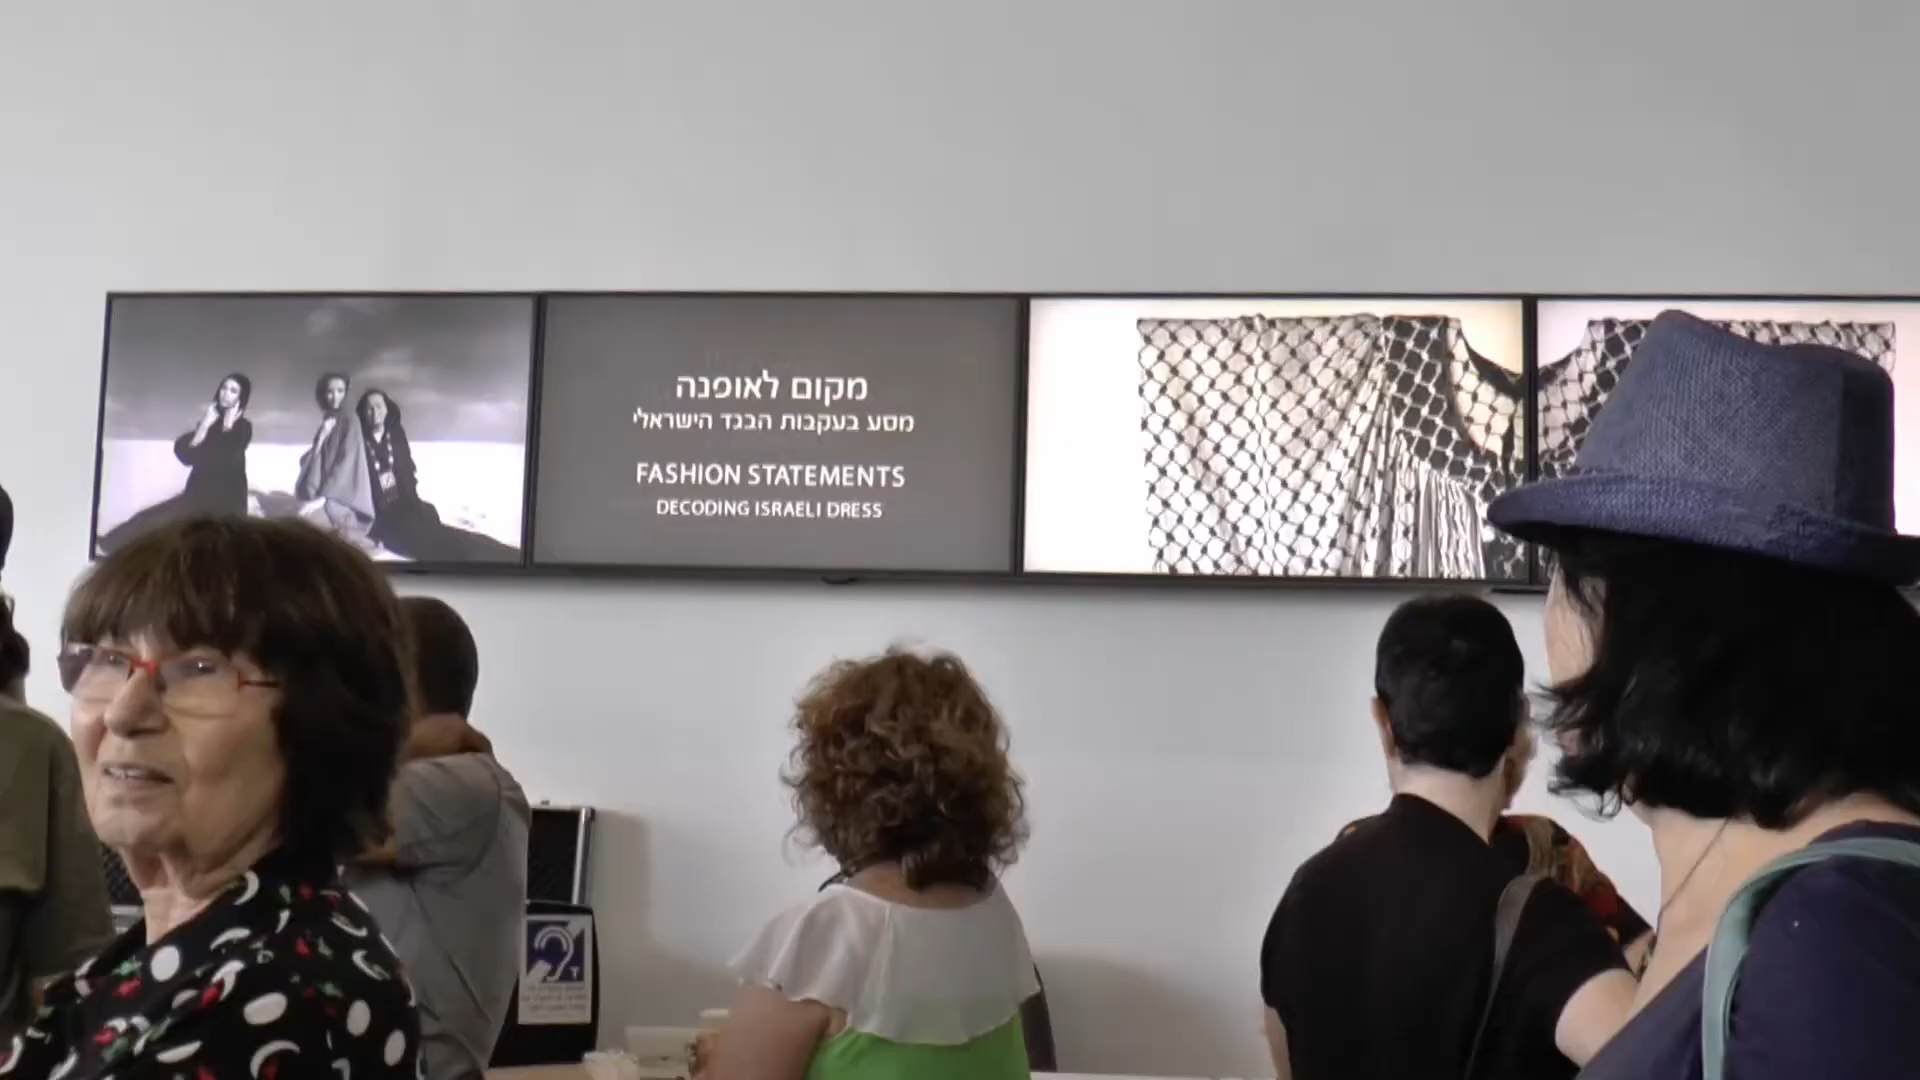 מקום לאופנה
מסע בעקבות הבגד הישראלי
FASHION STATEMENTS
DECODING ISRAELI DRESS